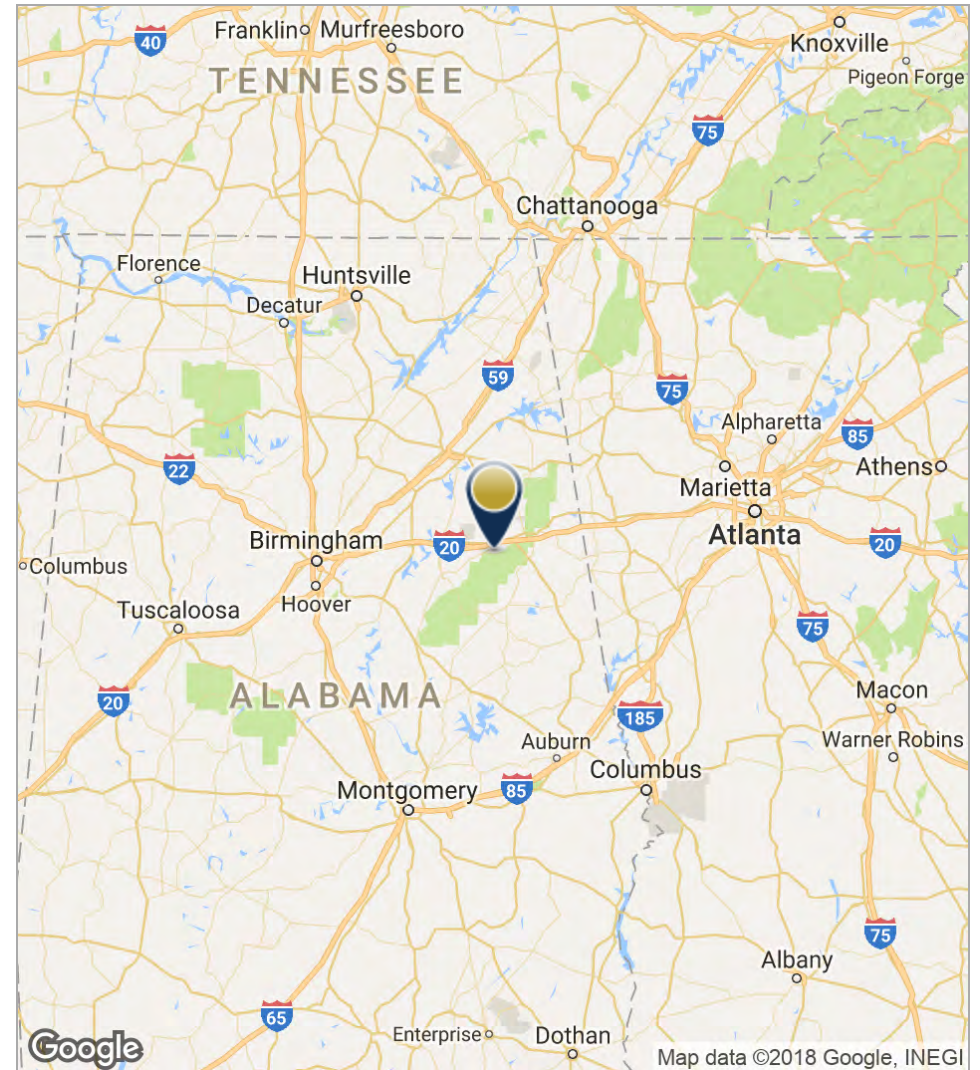 Franklin Murfreesboro
40
Knoxville
Pigeon Forge
TENNESSEE
75
Chattanooga
Florence
Huntsville
Decatur
59
75
Alpharetta
85
22
Athens
Marietta
Atlanta
Birmingham
20
20
Columbus
Hoover
Tuscaloosa
75
ALABAMA
20
Macon
185
Auburn
Warner Robins
Columbus
85
Montgomery
75
Albany
65
Enterprise
Dothan
Google
Map data ©2018 Google, INEGI